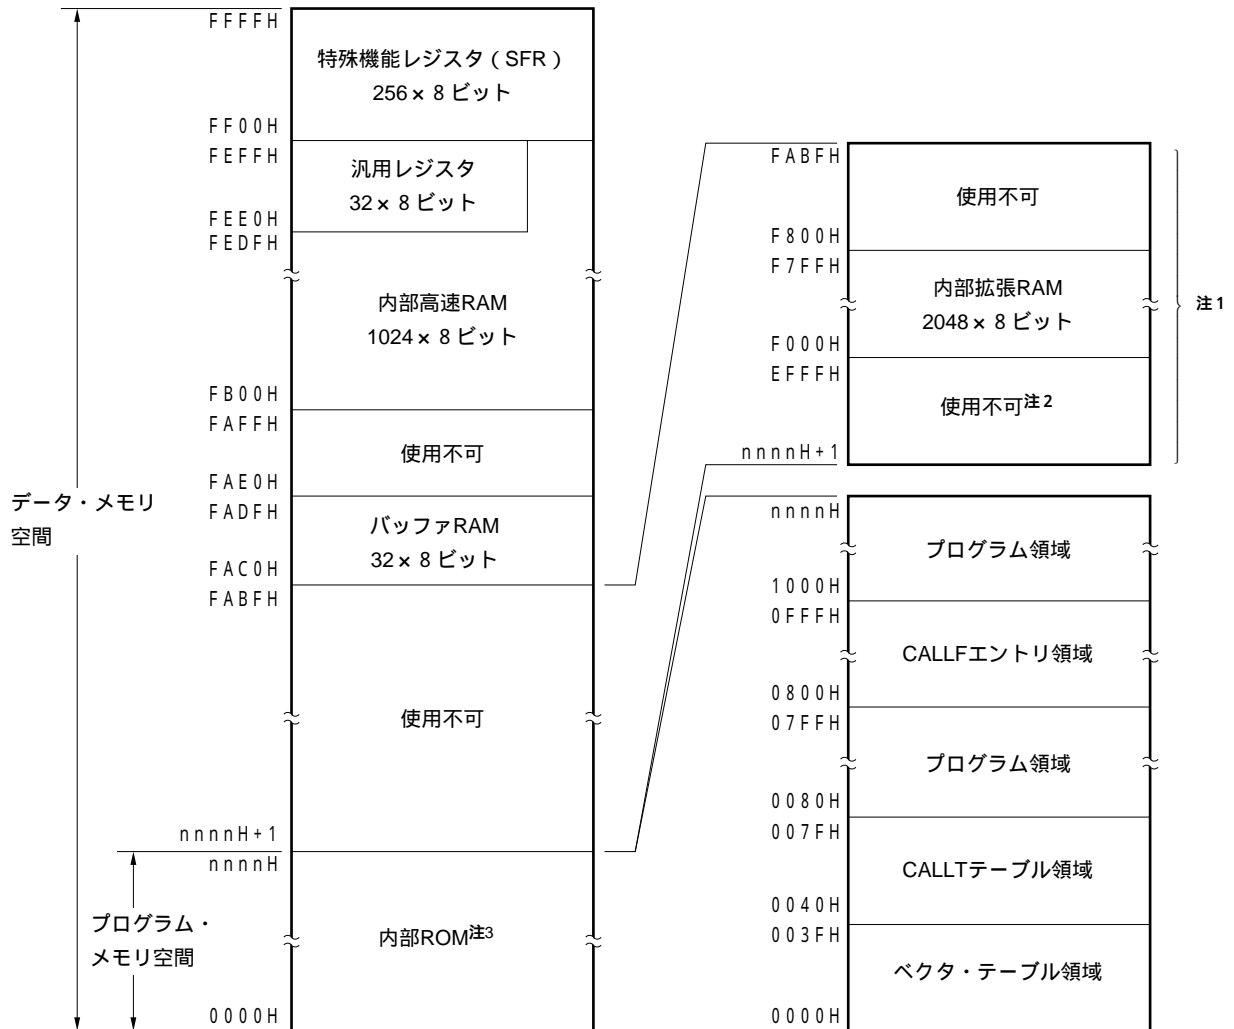 FFFFH
特殊機能レジスタ（SFR）
256×８ビット
FF00H
FEFFH
汎用レジスタ
32×８ビット
FEE0H
FEDFH
内部高速RAM
1024×８ビット
FB00H
FAFFH
使用不可
FAE0H
FADFH
バッファRAM
32×８ビット
FAC0H
FABFH
使用不可
nnnnH+1
nnnnH
内部ROM注3
0000H
データ・メモリ
空間
プログラム・
メモリ空間
FABFH
使用不可
F800H
F7FFH
内部拡張RAM
2048×８ビット
F000H
EFFFH
使用不可注２
nnnnH+1
注１
nnnnH
プログラム領域
1000H
0FFFH
CALLFエントリ領域
0800H
07FFH
プログラム領域
0080H
007FH
CALLTテーブル領域
0040H
003FH
ベクタ・テーブル領域
0000H